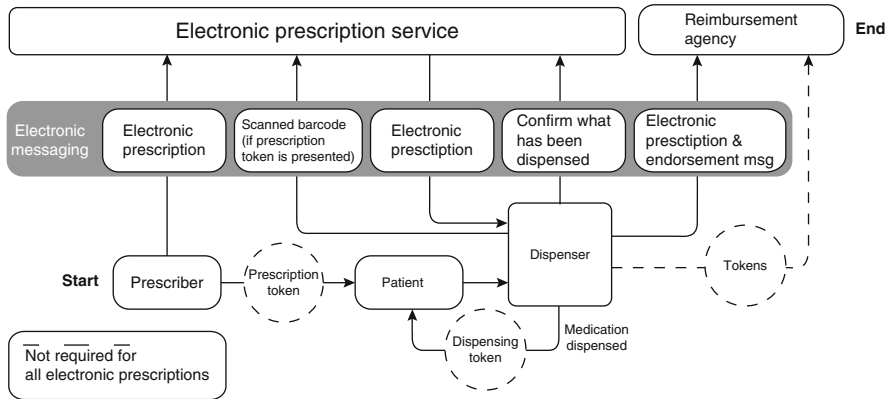 Electronic prescription service
Reimbursement
agency
End
Electronic
messaging
Electronic
prescription
Scanned barcode
(if prescription
token is presented)
Electronic
presctiption
Confirm what
has been
dispensed
Electronic
presctiption &
endorsement msg
Start
Prescriber
Prescription
token
Patient
Dispenser
Tokens
Dispensing
token
Medication
dispensed
Not required for
all electronic prescriptions